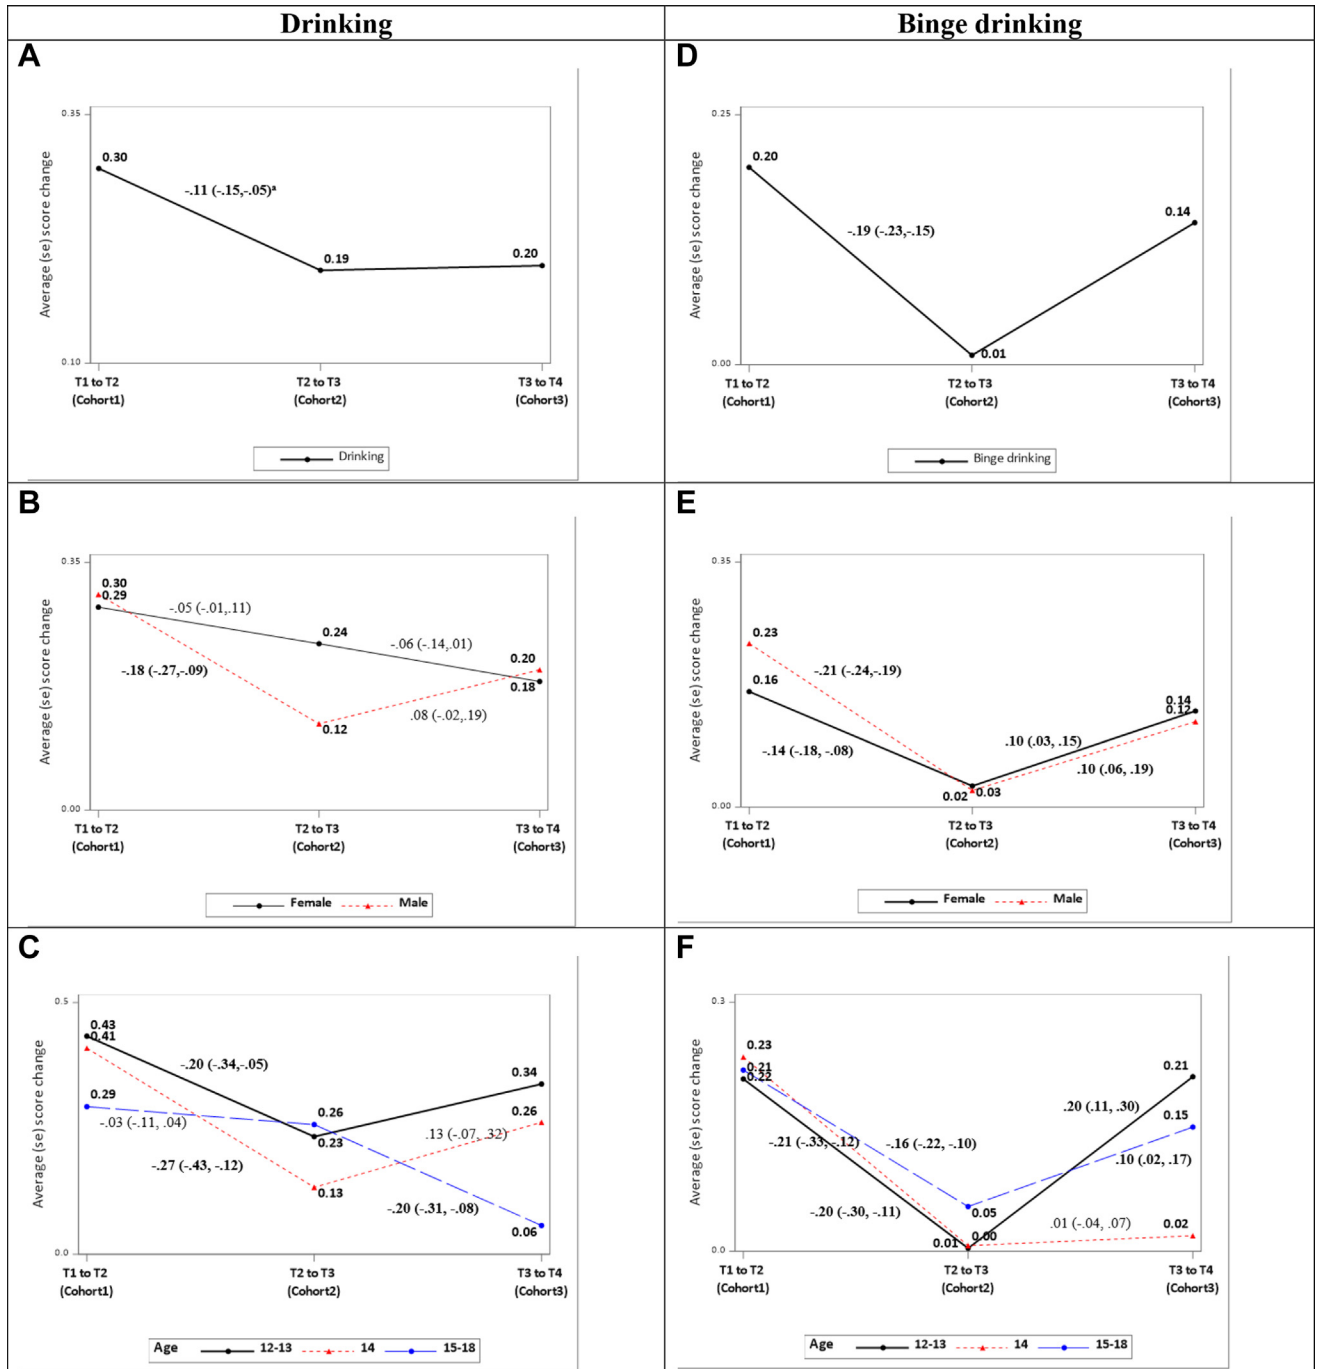 Drinking
Binge drinking
A
Average (se) score change
0.35
0.10
0.30
-.11 (-.15,-.05)ᵃ
0.19
0.20
T1 to T2
(Cohort1)
T2 to T3
(Cohort2)
T3 to T4
(Cohort3)
Drinking
D
Average (se) score change
0.25
0.00
0.20
-.19 (-.23,-.15)
0.01
0.14
T1 to T2
(Cohort1)
T2 to T3
(Cohort2)
T3 to T4
(Cohort3)
Binge drinking
B
Average (se) score change
0.35
0.00
0.30
0.29
-.05 (-.01,.11)
-.18 (-.27,-.09)
0.24
0.12
-.06 (-.14,.01)
.08 (-.02,.19)
0.20
0.18
T1 to T2
(Cohort1)
T2 to T3
(Cohort2)
T3 to T4
(Cohort3)
Female
Male
E
Average (se) score change
0.35
0.00
0.23
0.16
-.21 (-.24,-.19)
-.14 (-.18, -.08)
0.02
0.03
.10 (.03, .15)
.10 (.06, .19)
0.14
0.12
T1 to T2
(Cohort1)
T2 to T3
(Cohort2)
T3 to T4
(Cohort3)
Female
Male
C
Average (se) score change
0.5
0.0
0.43
0.41
0.29
-.20 (-.34,-.05)
-.03 (-.11, .04)
-.27 (-.43, -.12)
0.26
0.23
0.13
.13 (-.07, .32)
-.20 (-.31, -.08)
0.34
0.26
0.06
T1 to T2
(Cohort1)
T2 to T3
(Cohort2)
T3 to T4
(Cohort3)
Age
12-13
14
15-18
F
Average (se) score change
0.3
0.0
0.23
0.21
0.22
-.21 (-.33, -.12)
-.16 (-.22, -.10)
-.20 (-.30, -.11)
0.05
0.00
0.01
.20 (.11, .30)
.10 (.02, .17)
.01 (-.04, .07)
0.21
0.15
0.02
T1 to T2
(Cohort1)
T2 to T3
(Cohort2)
T3 to T4
(Cohort3)
Age
12-13
14
15-18